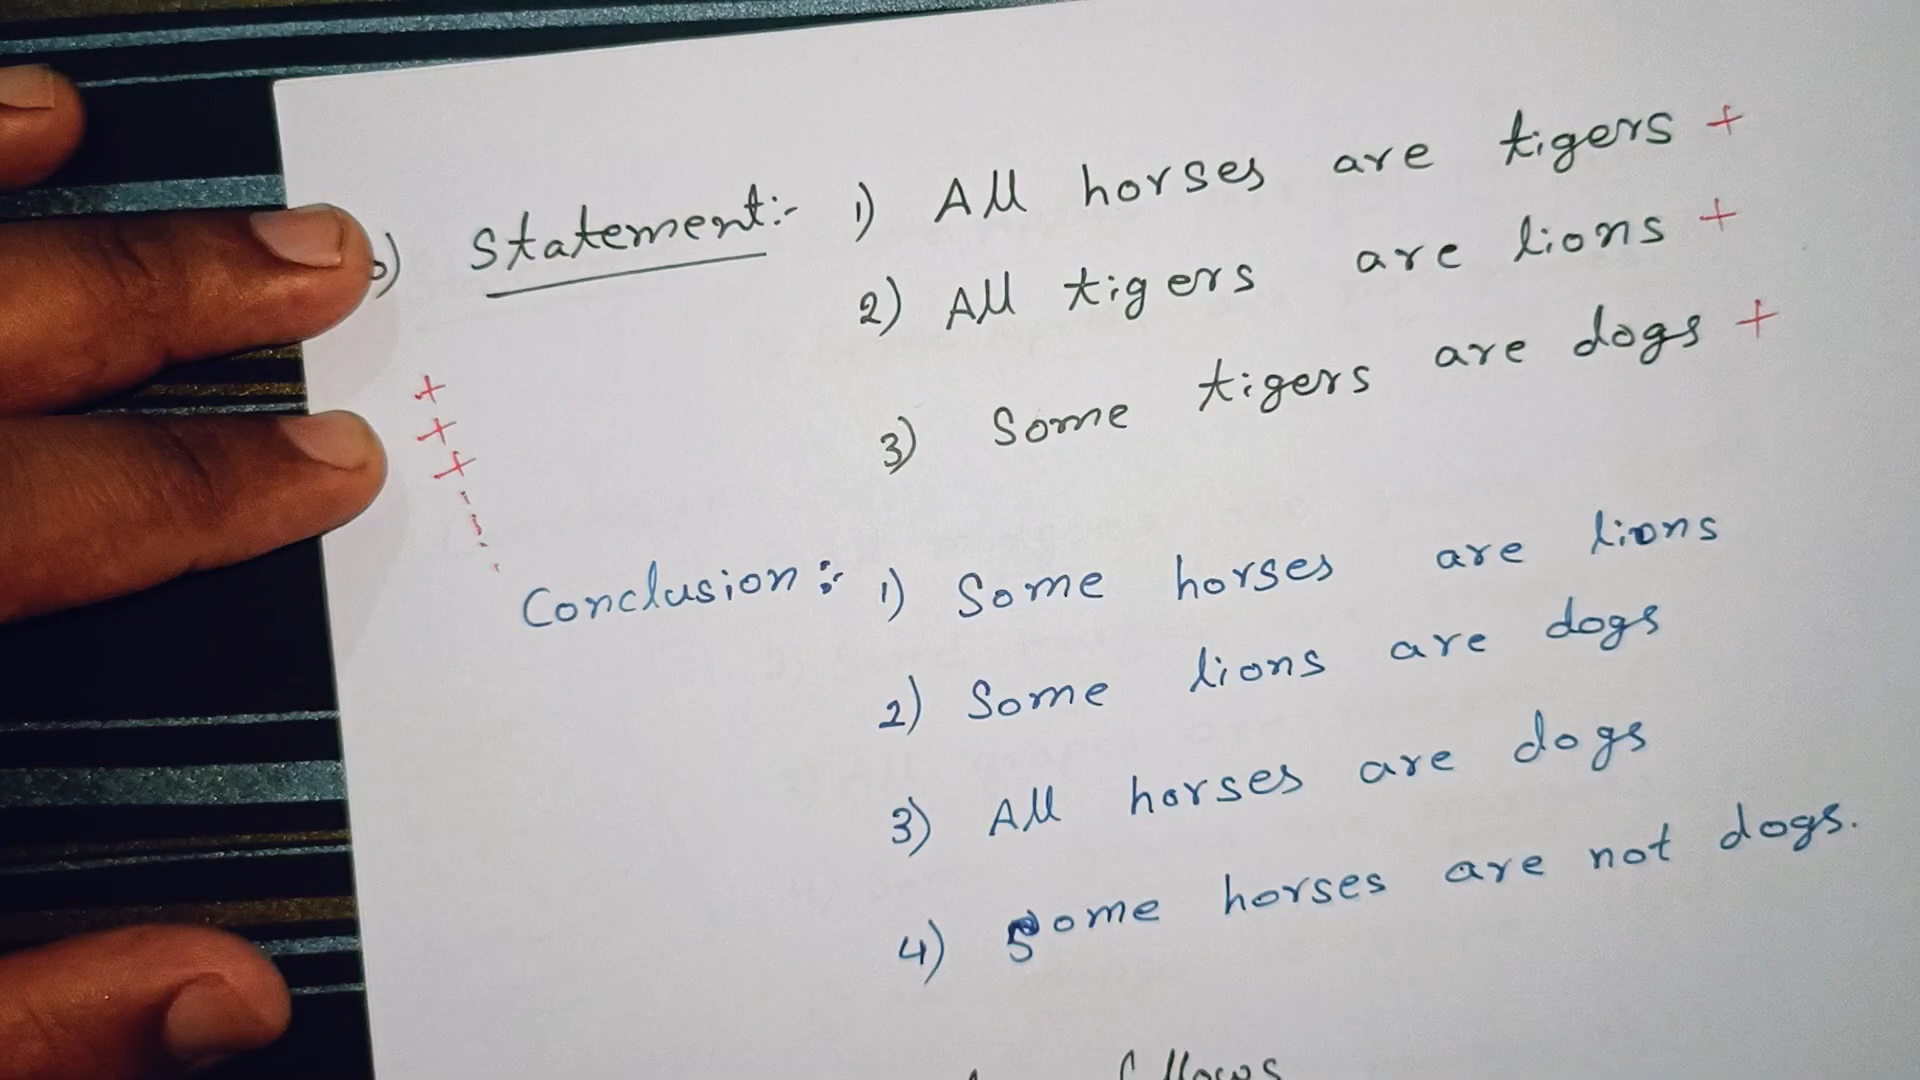 ) Statement:- 1) All horses are tigers +
2) All tigers are lions +
3) Some tigers are dogs +
+
+
+
Conclusion :- 1) Some horses are lions
2) Some lions are dogs
3) All horses are dogs
4) Some horses are not dogs.